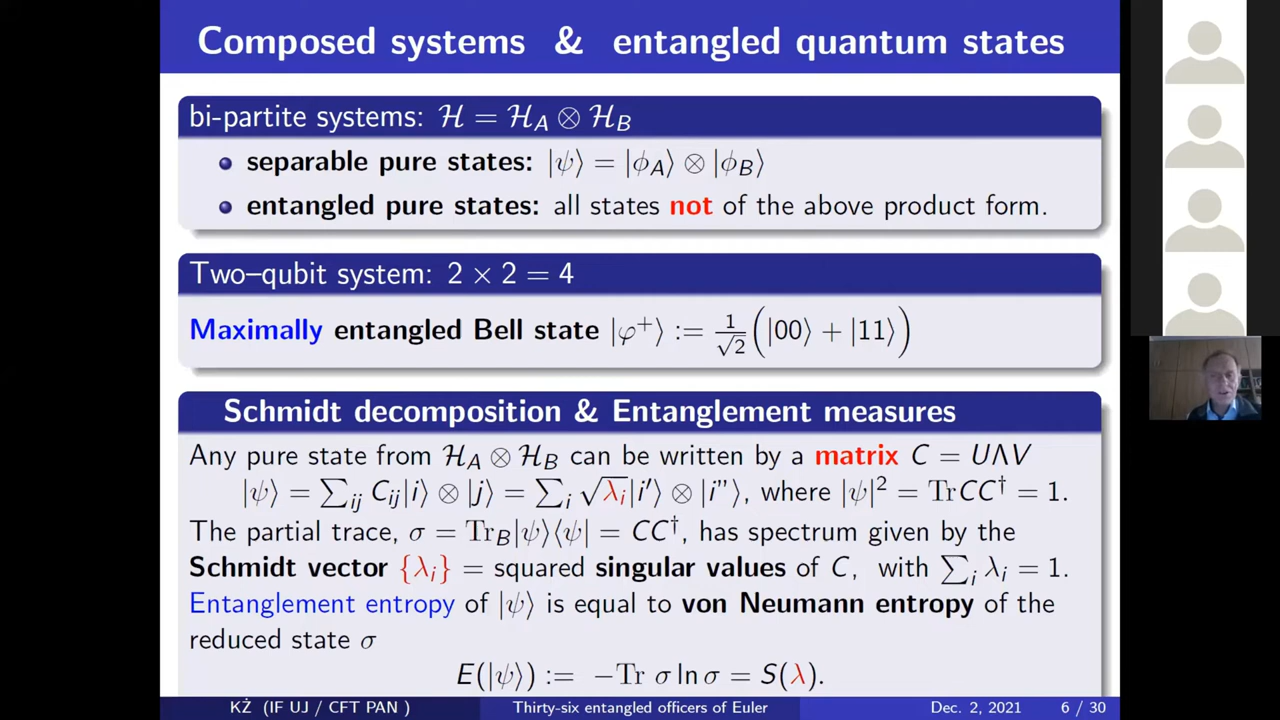 Composed systems & entangled quantum states
bi-partite systems: ℋ = ℋ_A ⊗ ℋ_B
separable pure states: |ψ⟩ = |ϕ_A⟩ ⊗ |ϕ_B⟩
entangled pure states: all states not of the above product form.
Two–qubit system: 2 × 2 = 4
Maximally entangled Bell state |φ⁺⟩ := 1/√2 (|00⟩ + |11⟩)
Schmidt decomposition & Entanglement measures
Any pure state from ℋ_A ⊗ ℋ_B can be written by a matrix C = UΛV
|ψ⟩ = ∑_ij C_ij|i⟩ ⊗ |j⟩ = ∑_i √λ_i|i′⟩ ⊗ |i”⟩, where |ψ|² = TrCC† = 1.
The partial trace, σ = Tr_B|ψ⟩⟨ψ| = CC†, has spectrum given by the
Schmidt vector {λ_i} = squared singular values of C, with ∑_i λ_i = 1.
Entanglement entropy of |ψ⟩ is equal to von Neumann entropy of the
reduced state σ
E(|ψ⟩) := −Tr σ ln σ = S(λ).
KŻ (IF UJ / CFT PAN ) Thirty-six entangled officers of Euler Dec. 2, 2021 6 / 30